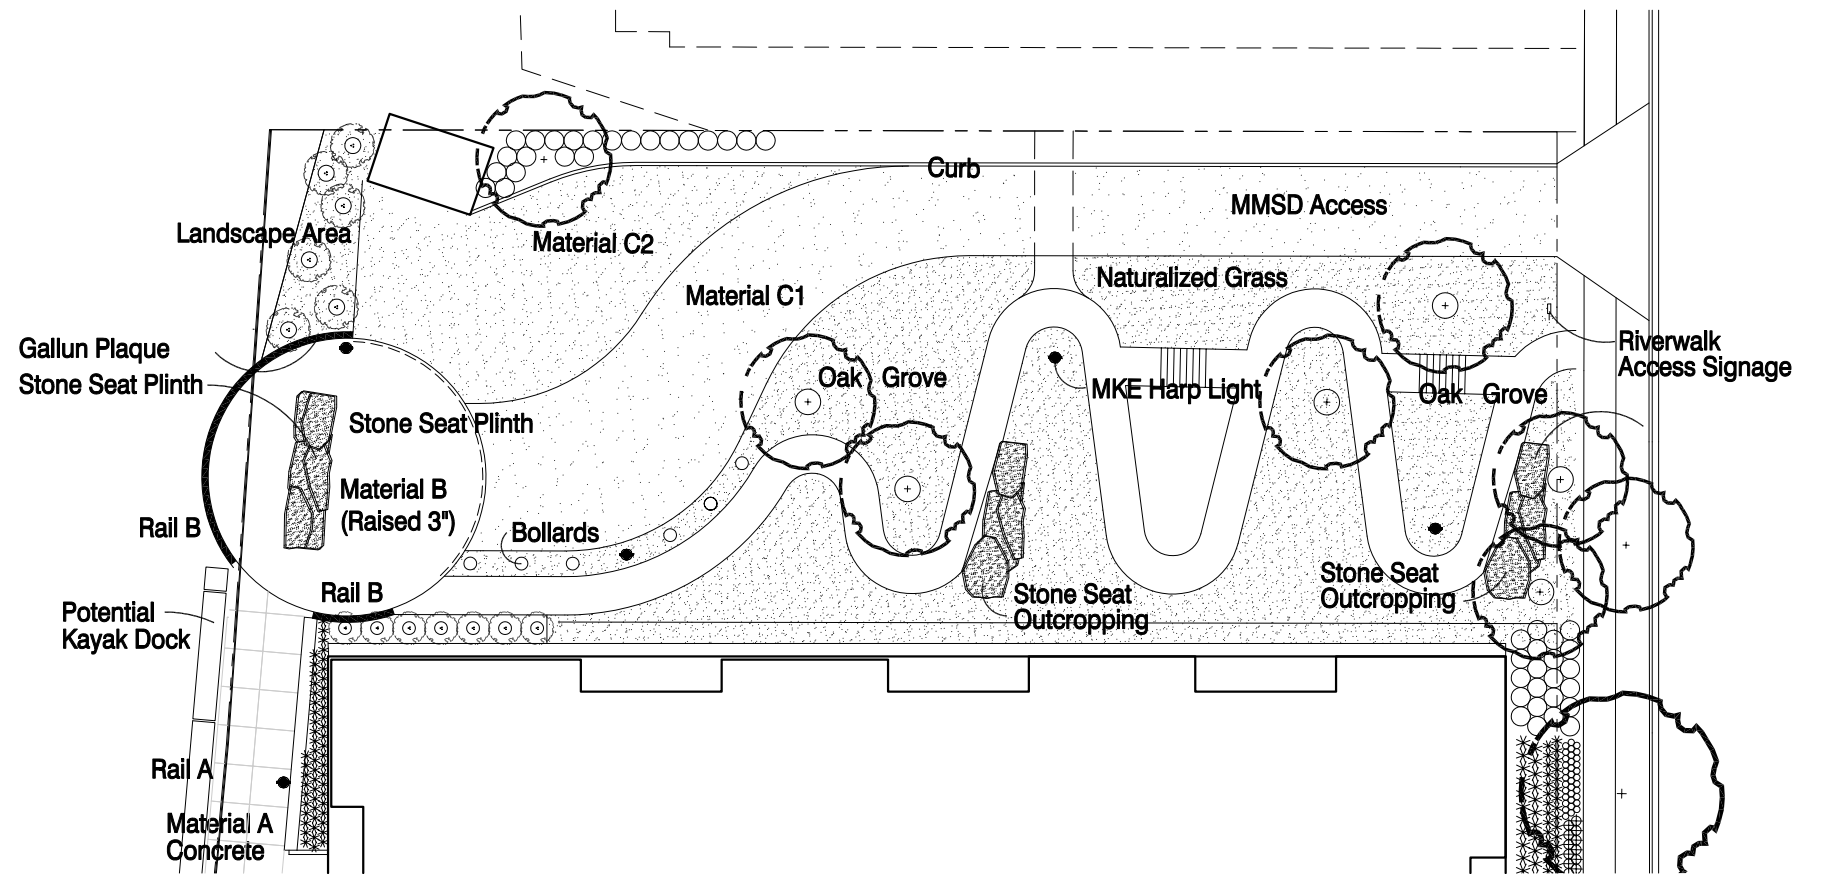 Curb
MMSD Access
Landscape Area
Material C2
Naturalized Grass
Material C1
Gallun Plaque
Stone Seat Plinth
Riverwalk
Access Signage
Oak Grove
MKE Harp Light
Oak Grove
Stone Seat Plinth
Material B
(Raised 3")
Rail B
Bollards
Rail B
Stone Seat
Outcropping
Stone Seat
Outcropping
Potential
Kayak Dock
Rail A
Material A
Concrete